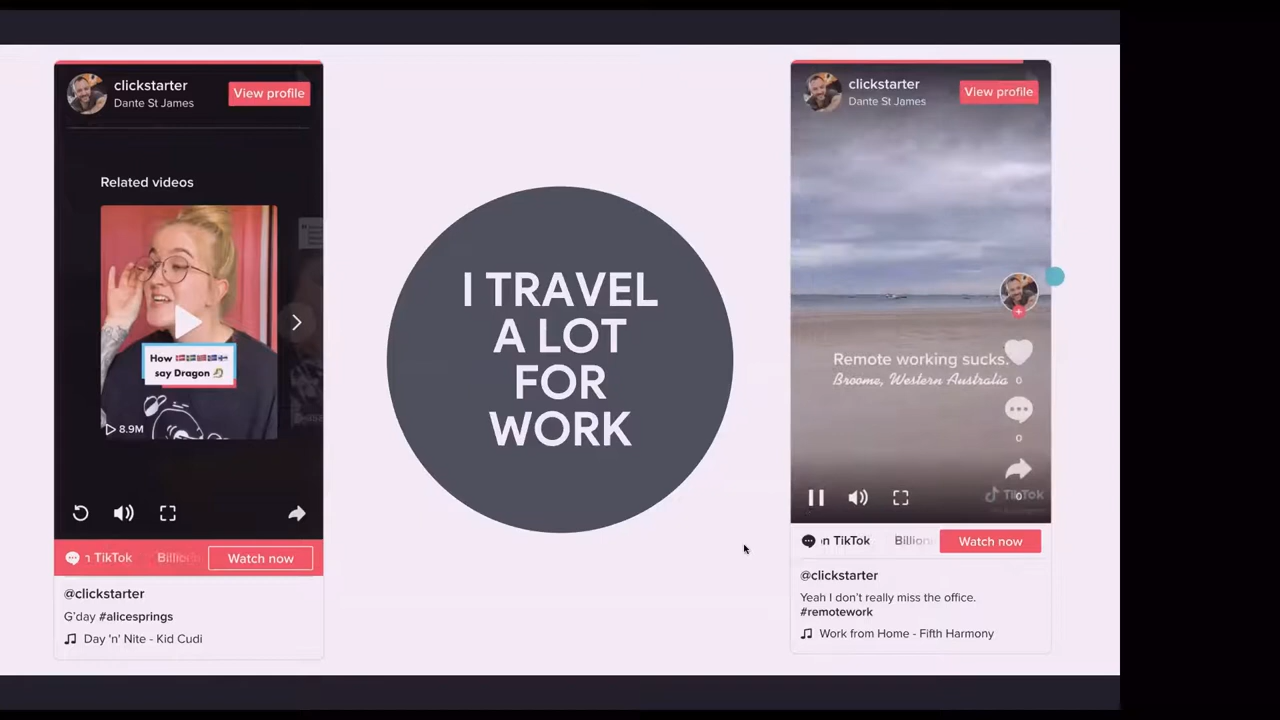 clickstarter
Dante St James
View profile
Related videos
How
say Dragon
8.9M
n TikTok
Watch now
@clickstarter
G'day #alicesprings
Day 'n' Nite - Kid Cudi
I TRAVEL
A LOT
FOR
WORK
clickstarter
Dante St James
View profile
Remote working sucks.
Broome, Western Australia
0
0
0
TikTok
n TikTok
Billion
Watch now
@clickstarter
Yeah I don't really miss the office.
#remotework
Work from Home - Fifth Harmony